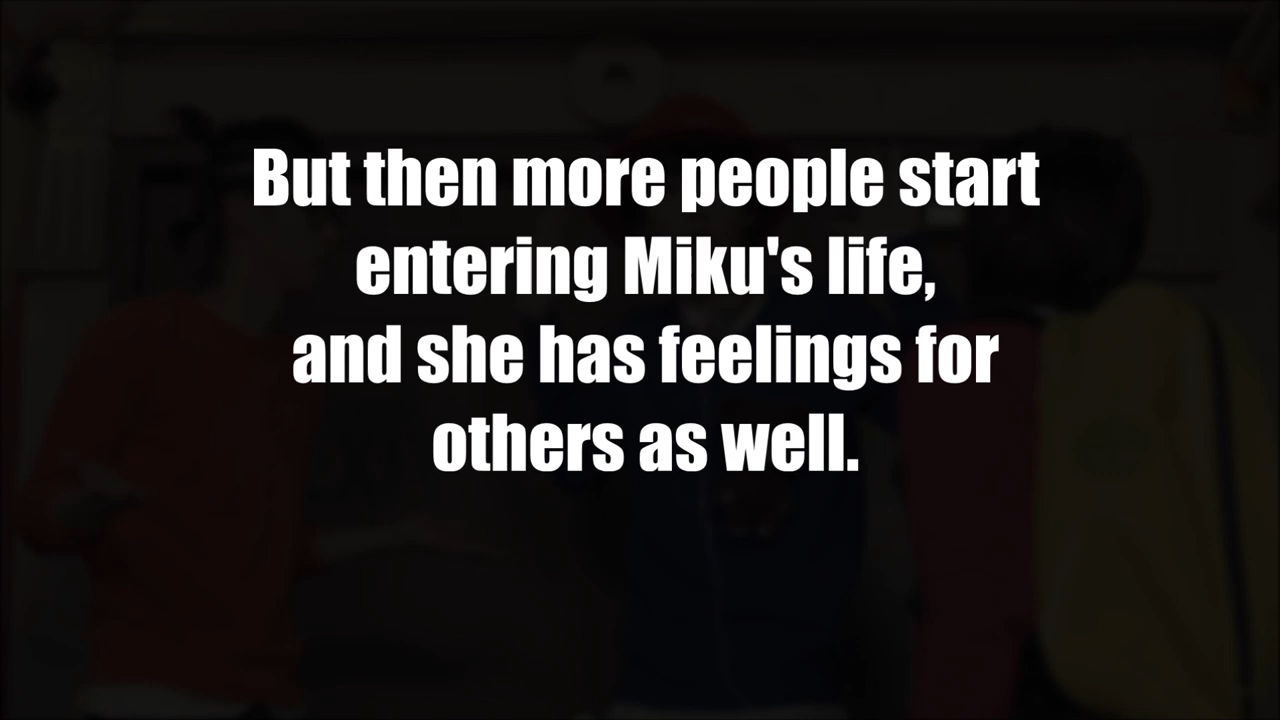 But then more people start
entering Miku's life,
and she has feelings for
others as well.